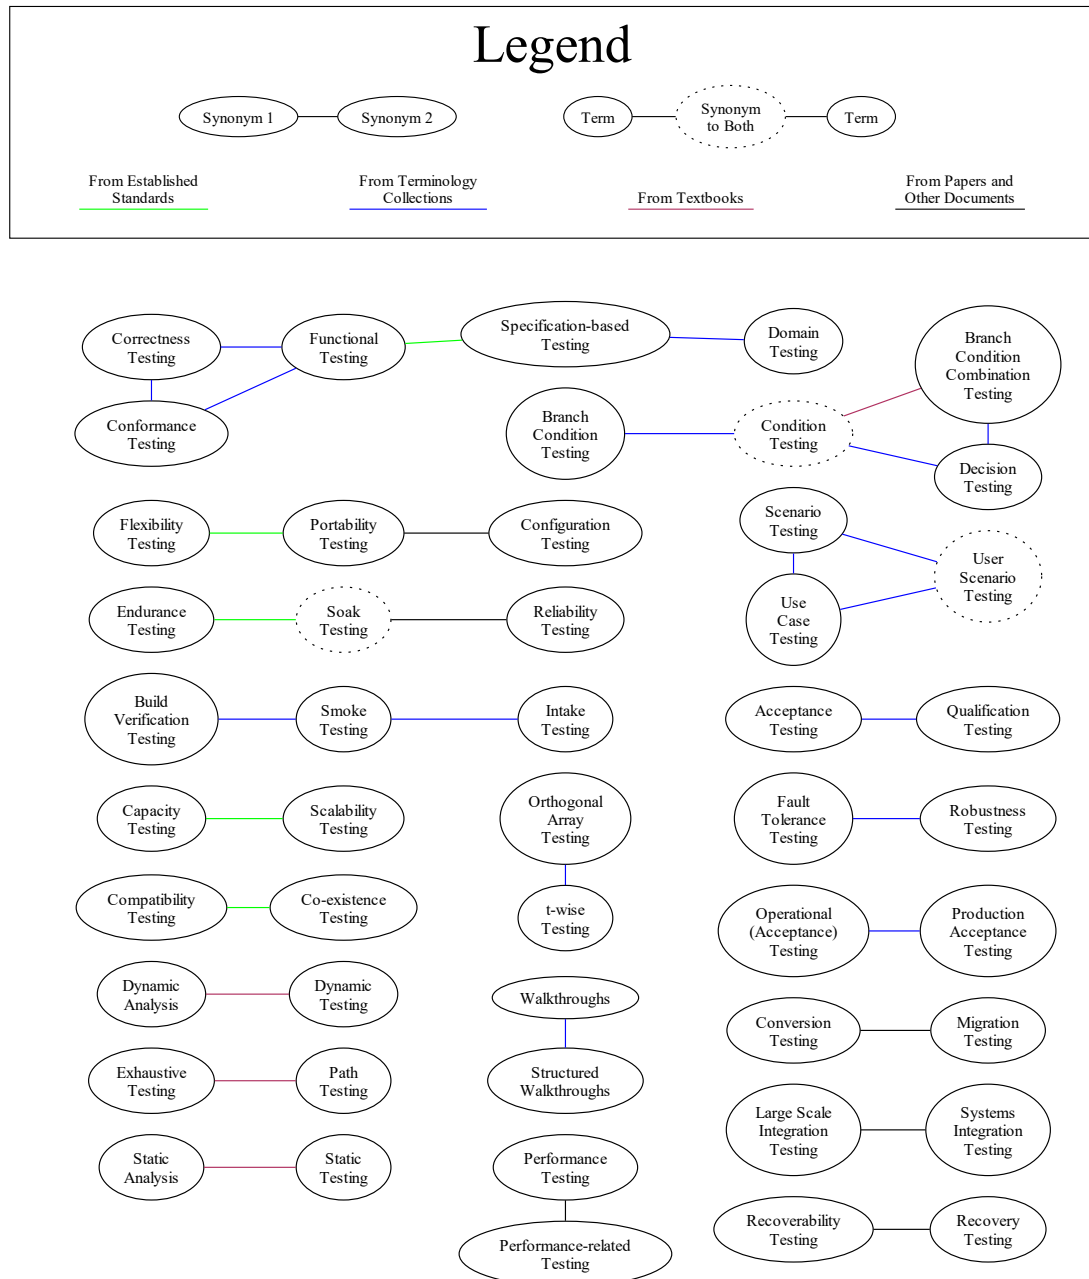 Legend
Synonym 1
Synonym 2
Term
Synonym
to Both
Term
From Established
Standards
From Terminology
Collections
From Textbooks
From Papers and
Other Documents
Correctness
Testing
Functional
Testing
Specification-based
Testing
Domain
Testing
Branch
Condition
Combination
Testing
Conformance
Testing
Branch
Condition
Testing
Condition
Testing
Decision
Testing
Flexibility
Testing
Portability
Testing
Configuration
Testing
Scenario
Testing
User
Scenario
Testing
Endurance
Testing
Soak
Testing
Reliability
Testing
Use
Case
Testing
Build
Verification
Testing
Smoke
Testing
Intake
Testing
Acceptance
Testing
Qualification
Testing
Capacity
Testing
Scalability
Testing
Orthogonal
Array
Testing
Fault
Tolerance
Testing
Robustness
Testing
Compatibility
Testing
Co-existence
Testing
t-wise
Testing
Operational
(Acceptance)
Testing
Production
Acceptance
Testing
Dynamic
Analysis
Dynamic
Testing
Walkthroughs
Conversion
Testing
Migration
Testing
Exhaustive
Testing
Path
Testing
Structured
Walkthroughs
Large Scale
Integration
Testing
Systems
Integration
Testing
Static
Analysis
Static
Testing
Performance
Testing
Recoverability
Testing
Recovery
Testing
Performance-related
Testing